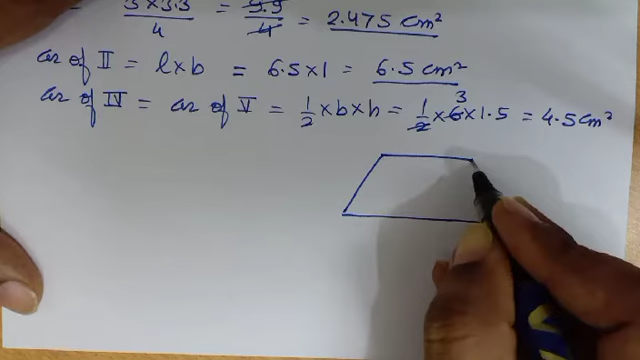 = 3×3.3/4 = 9.9/4 = 2.475 cm²
ar of II = l×b = 6.5×1 = 6.5 cm²
ar of IV = ar of V = 1/2 ×b×h = 1/2 ×6×1.5 = 4.5 cm²
3